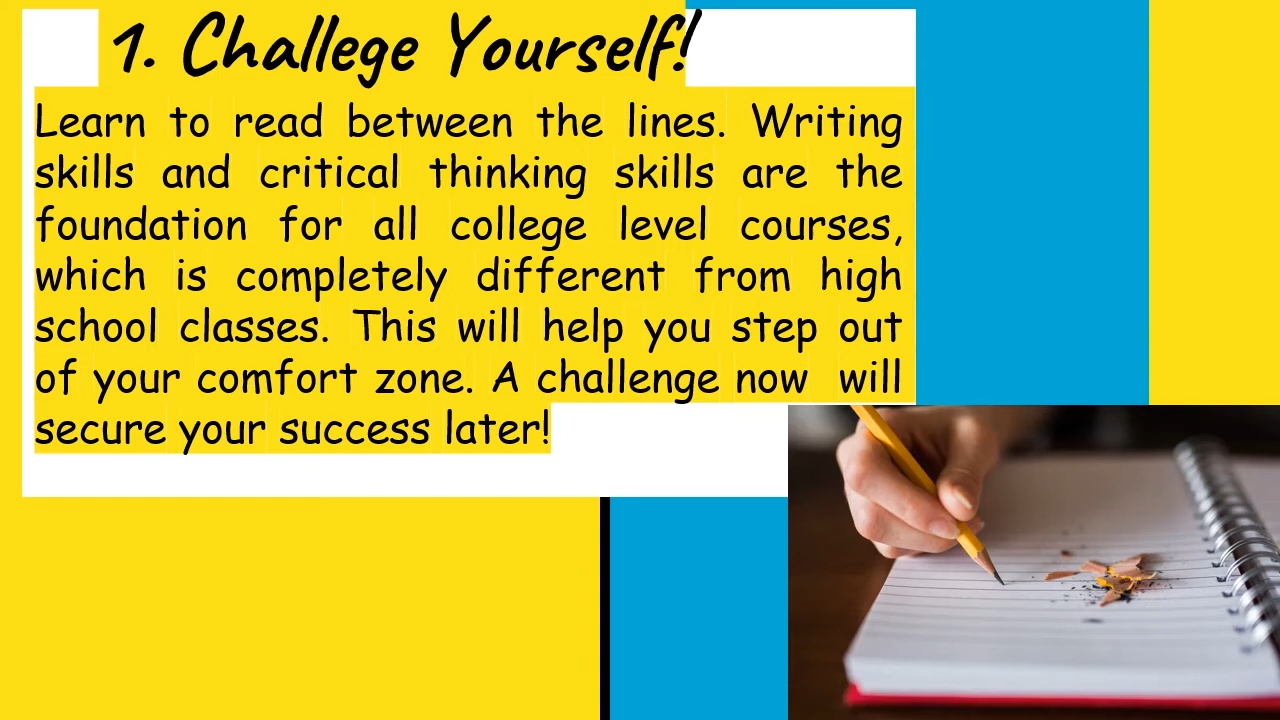 1. Challege Yourself!
Learn to read between the lines. Writing
skills and critical thinking skills are the
foundation for all college level courses,
which is completely different from high
school classes. This will help you step out
of your comfort zone. A challenge now will
secure your success later!